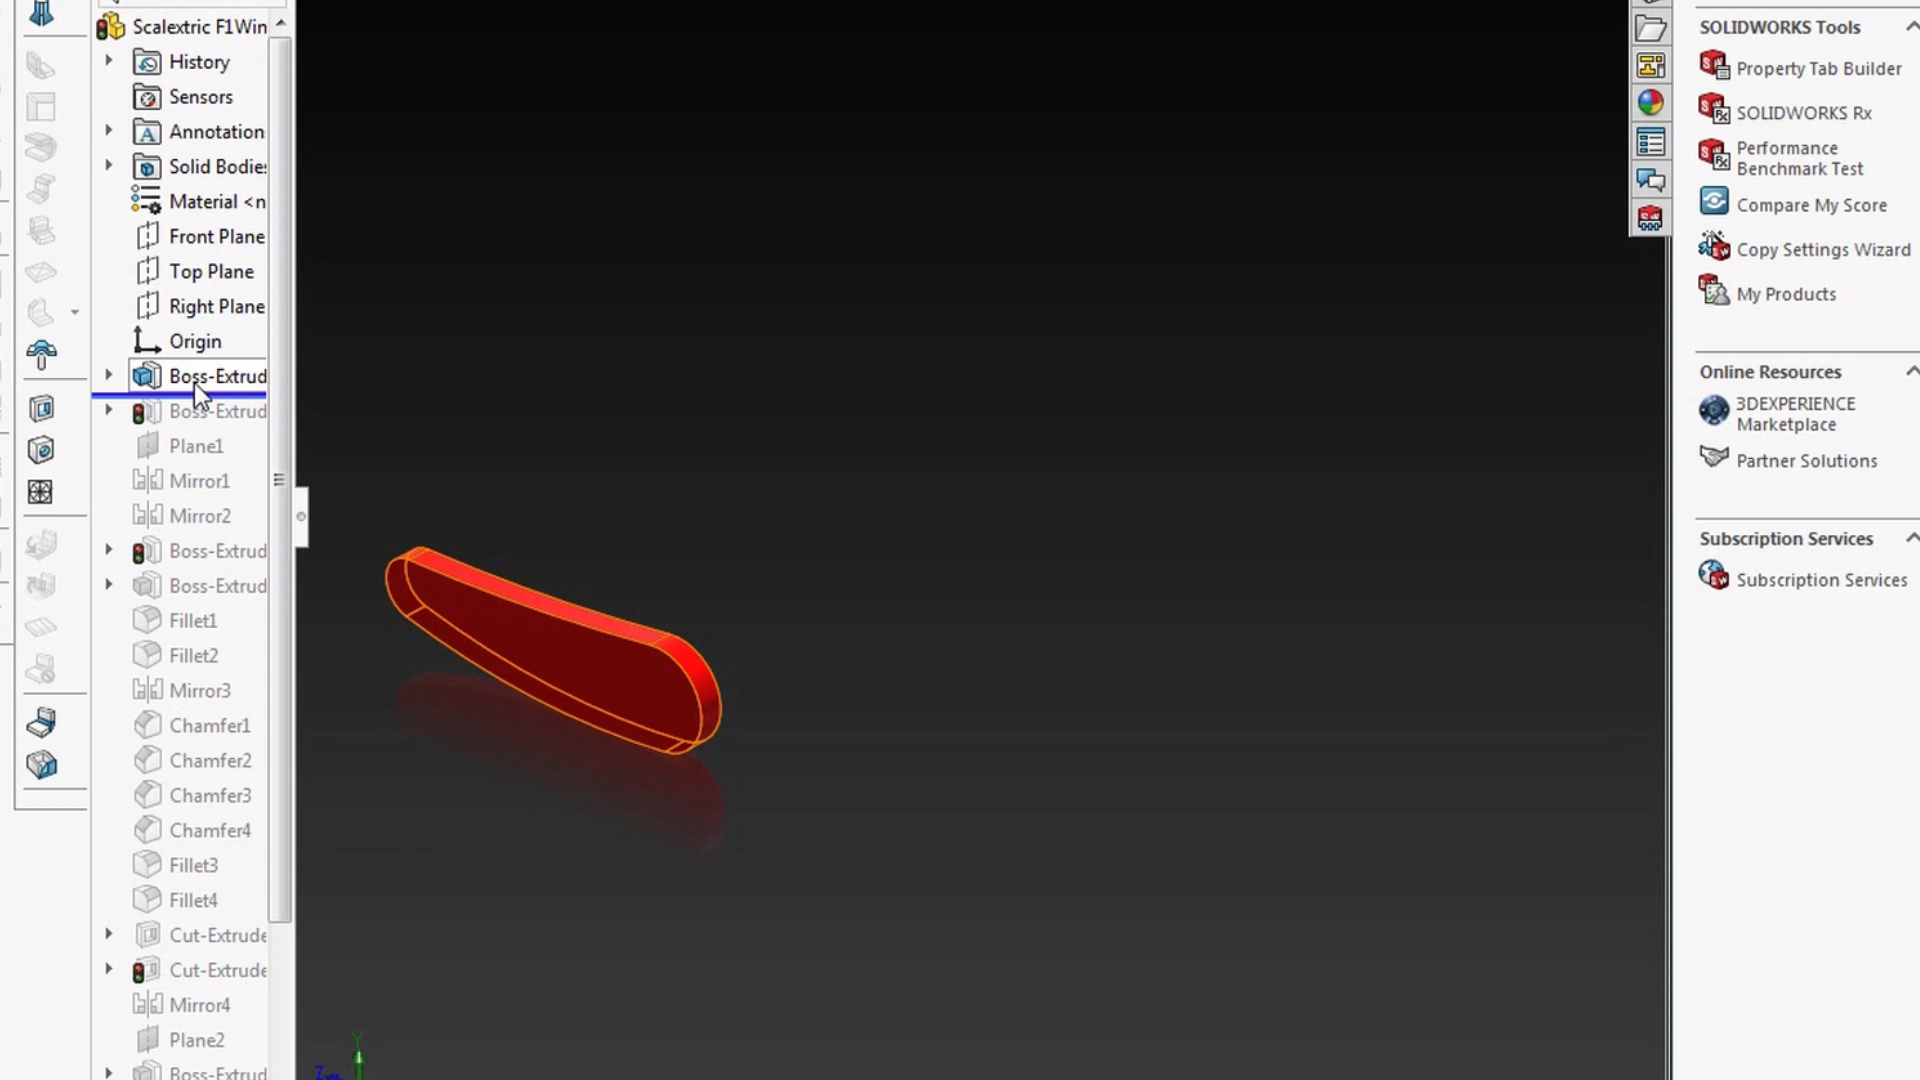 Scalextric F1Win
History
Sensors
Annotation
Solid Bodies
Material <n
Front Plane
Top Plane
Right Plane
Origin
Boss-Extrud
Boss-Extrud
Plane1
Mirror1
Mirror2
Boss-Extrud
Boss-Extrud
Fillet1
Fillet2
Mirror3
Chamfer1
Chamfer2
Chamfer3
Chamfer4
Fillet3
Fillet4
Cut-Extrude
Cut-Extrude
Mirror4
Plane2
Boss-Extrud
Y
Z
SOLIDWORKS Tools
Property Tab Builder
SOLIDWORKS Rx
Performance
Benchmark Test
Compare My Score
Copy Settings Wizard
My Products
Online Resources
3DEXPERIENCE
Marketplace
Partner Solutions
Subscription Services
Subscription Services